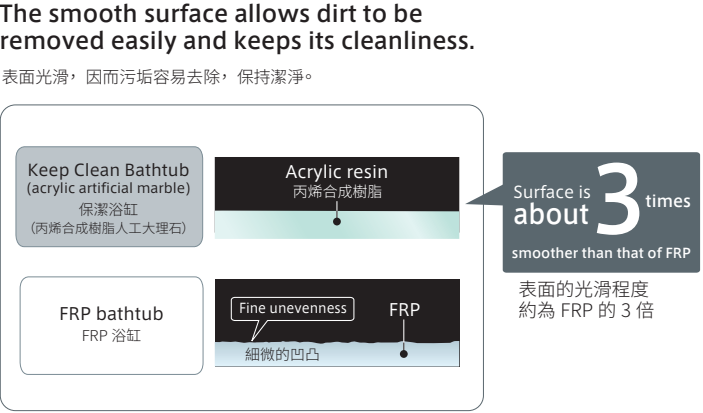 The smooth surface allows dirt to be
removed easily and keeps its cleanliness.
表面光滑，因而污垢容易去除，保持潔淨。
Keep Clean Bathtub
(acrylic artificial marble)
保潔浴缸
(丙烯合成樹脂人工大理石)
Acrylic resin
丙烯合成樹脂
Surface is
about 3 times
smoother than that of FRP
表面的光滑程度
約為 FRP 的 3 倍
FRP bathtub
FRP 浴缸
Fine unevenness
FRP
細微的凹凸